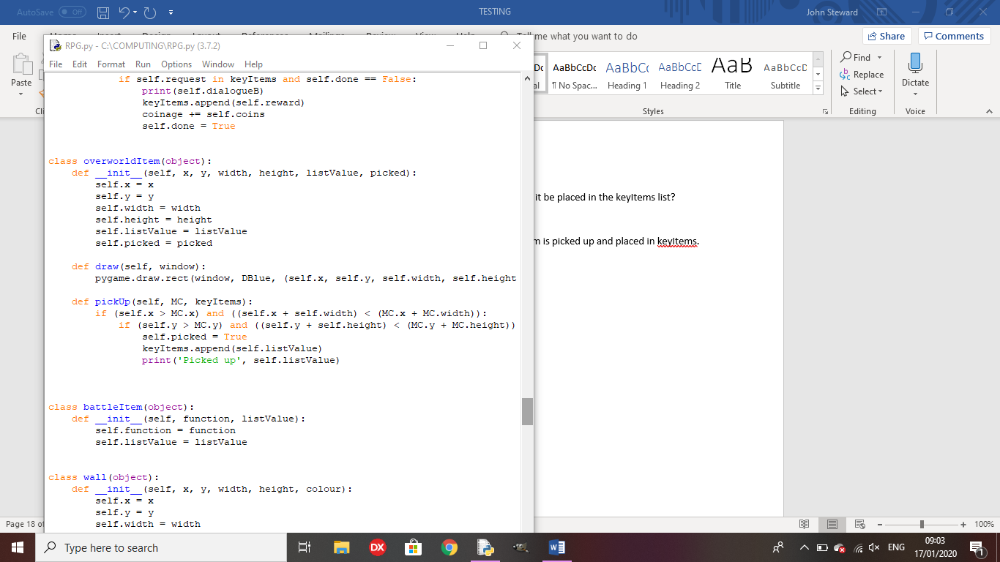 AutoSave Off
TESTING
John Steward
File
Tell me what you want to do
Share
Comments
RPG.py - C:\COMPUTING\RPG.py (3.7.2)
File Edit Format Run Options Window Help
Paste
AaBbCcDc AaBbCc AaBbCcC AaB AaBbCcD
¶ No Spac... Heading 1 Heading 2 Title Subtitle
Styles
Find
Replace
Select
Editing
Dictate
Voice
if self.request in keyItems and self.done == False:
print(self.dialogueB)
keyItems.append(self.reward)
coinage += self.coins
self.done = True
class overworldItem(object):
def __init__(self, x, y, width, height, listValue, picked):
self.x = x
self.y = y
self.width = width
self.height = height
self.listValue = listValue
self.picked = picked
def draw(self, window):
pygame.draw.rect(window, DBlue, (self.x, self.y, self.width, self.height
def pickUp(self, MC, keyItems):
if (self.x > MC.x) and ((self.x + self.width) < (MC.x + MC.width)):
if (self.y > MC.y) and ((self.y + self.height) < (MC.y + MC.height))
self.picked = True
keyItems.append(self.listValue)
print('Picked up', self.listValue)
class battleItem(object):
def __init__(self, function, listValue):
self.function = function
self.listValue = listValue
class wall(object):
def __init__(self, x, y, width, height, colour):
self.x = x
self.y = y
self.width = width
it be placed in the keyItems list?
is picked up and placed in keyItems.
Page 18
100%
Type here to search
DX
ENG
09:03
17/01/2020
1